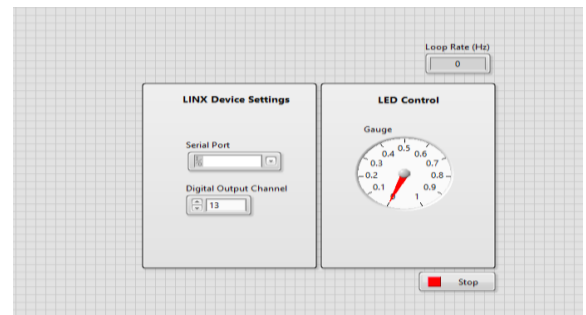 Loop Rate (Hz)
0
LINX Device Settings
LED Control
Serial Port
Gauge
0.5
0.4 0.6
0.3 0.7
0.2 0.8
0.1 0.9
0 1
Digital Output Channel
13
Stop